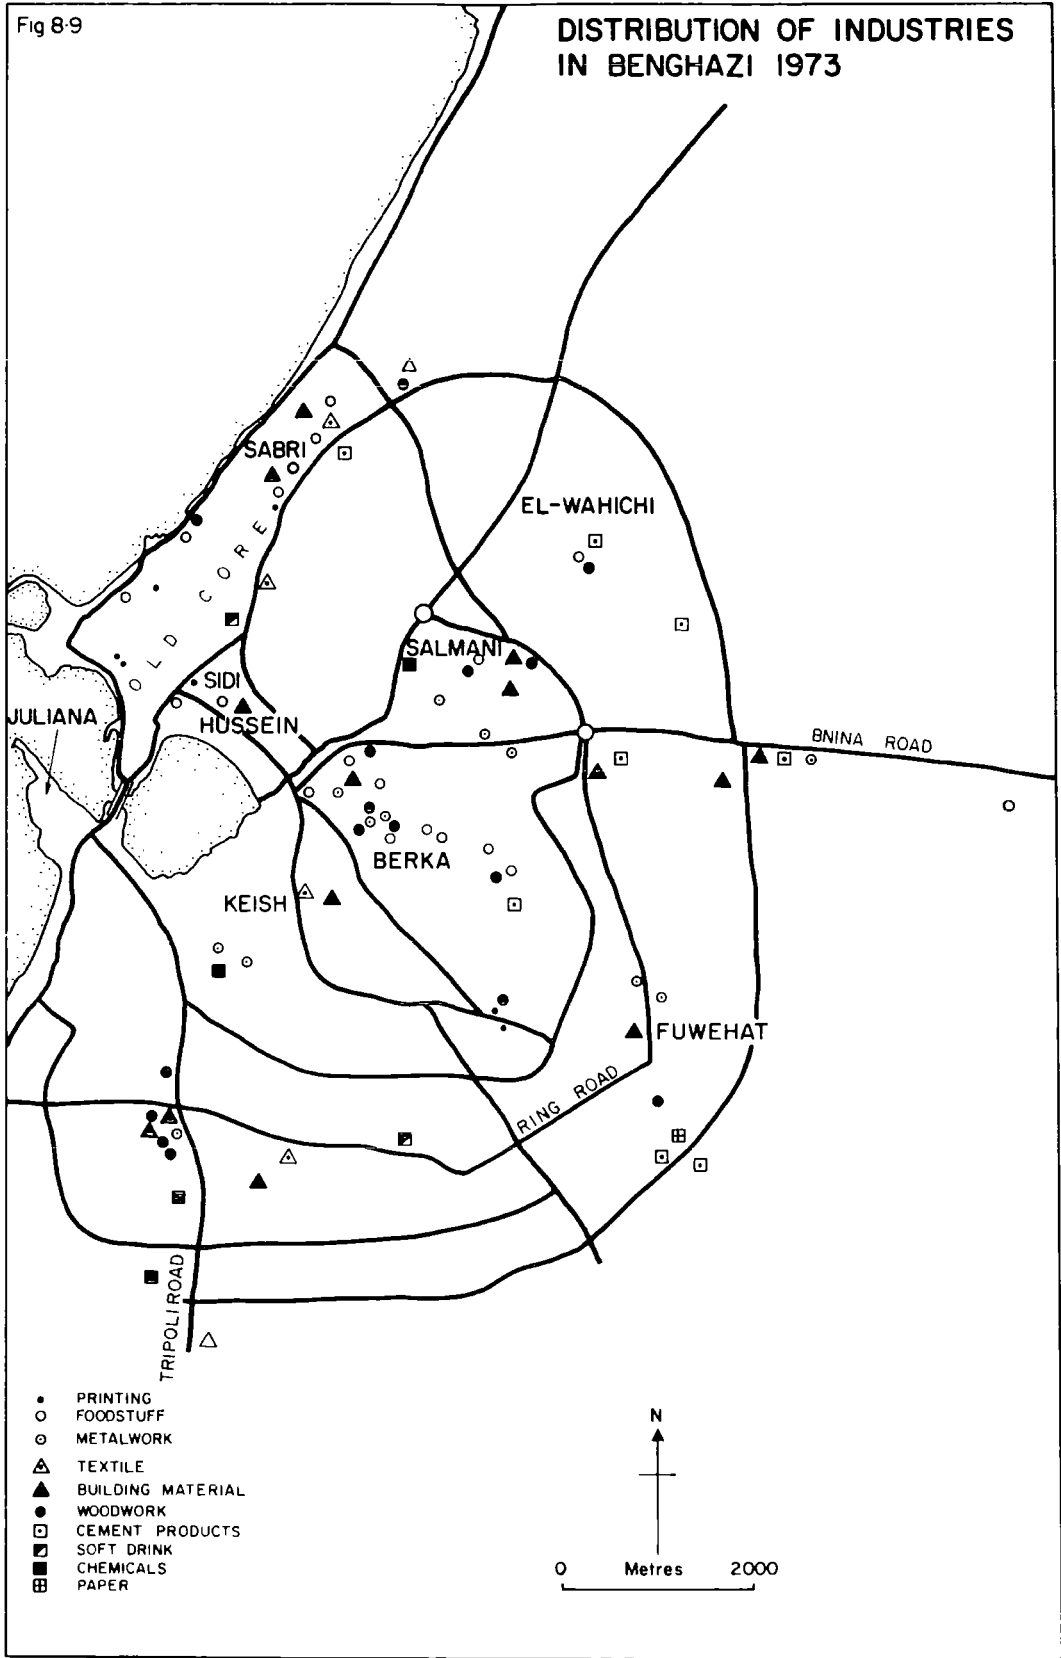 Fig 8·9
DISTRIBUTION OF INDUSTRIES
IN BENGHAZI 1973
SABRI
EL-WAHICHI
OLD CORE
SALMANI
SIDI
HUSSEIN
JULIANA
BNINA ROAD
BERKA
KEISH
FUWEHAT
RING ROAD
TRIPOLI ROAD
PRINTING
FOODSTUFF
METALWORK
TEXTILE
BUILDING MATERIAL
WOODWORK
CEMENT PRODUCTS
SOFT DRINK
CHEMICALS
PAPER
N
0 Metres 2000